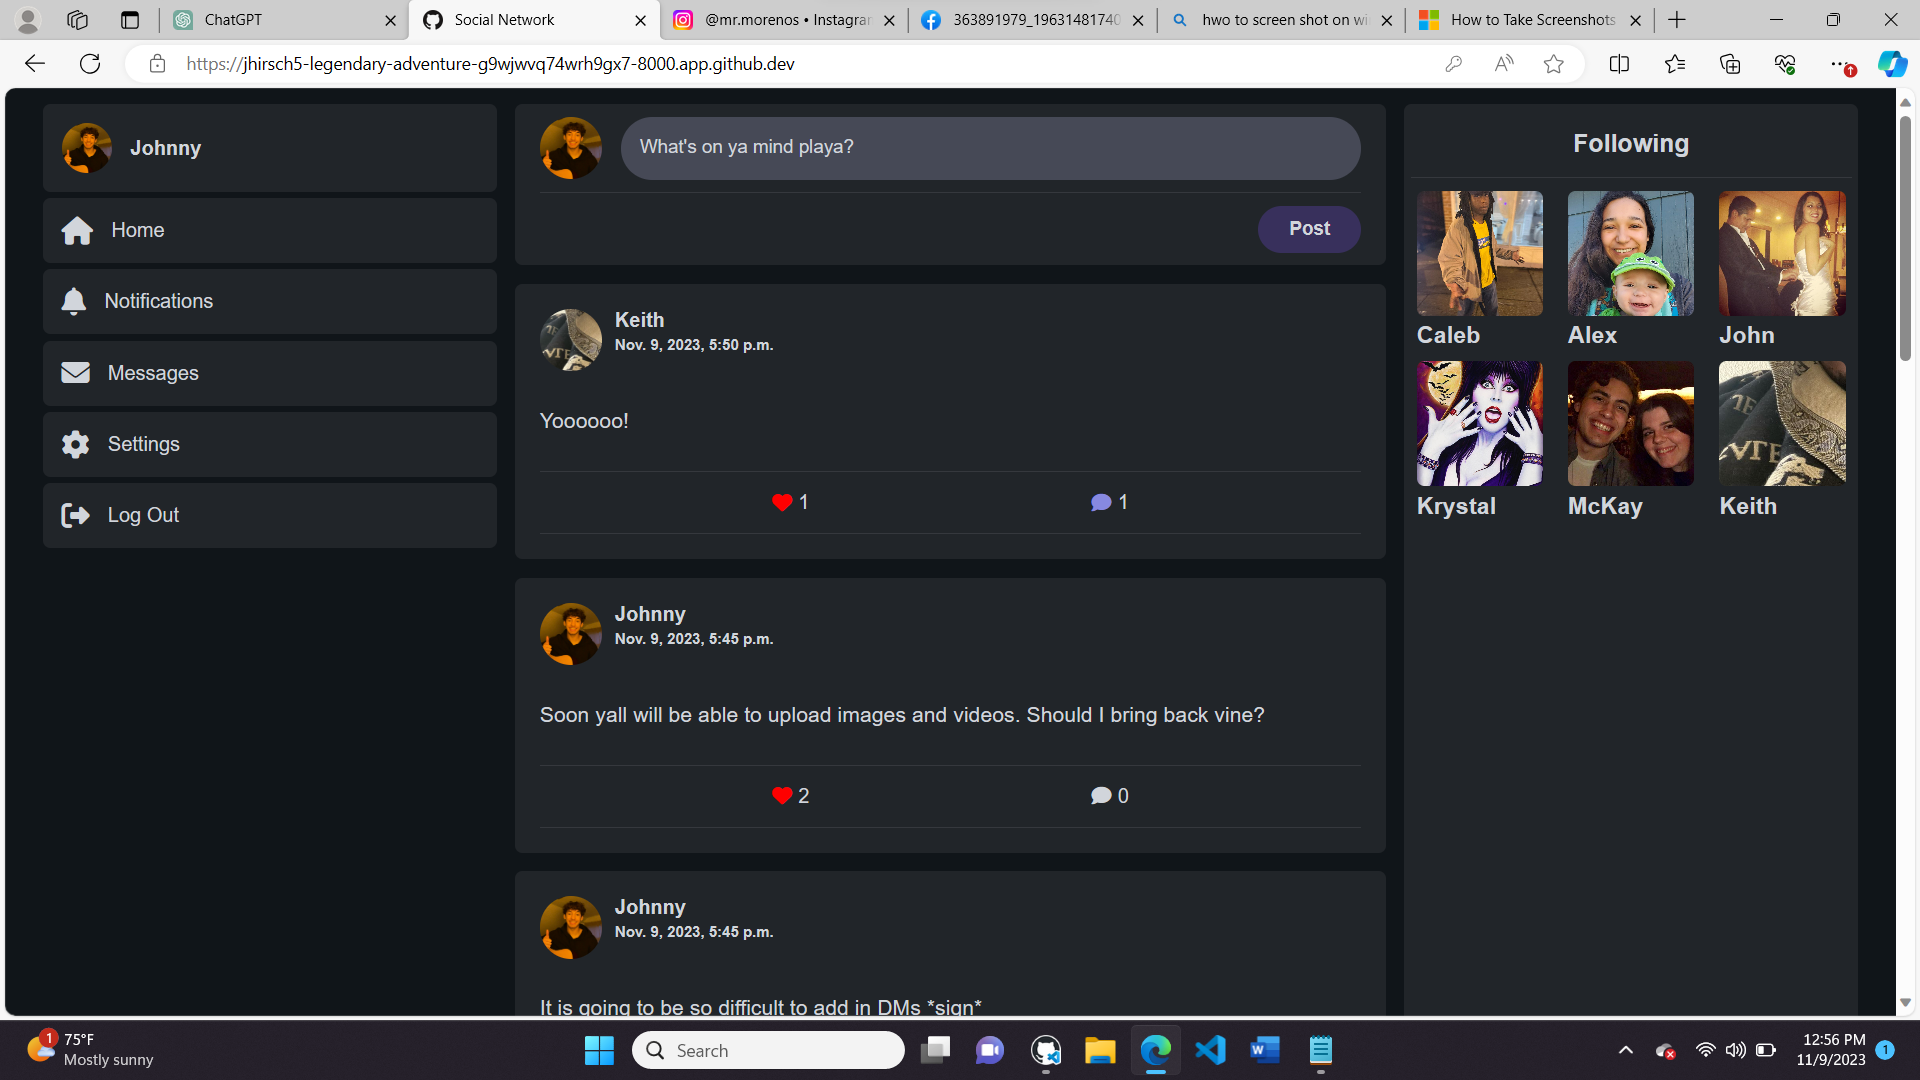 ChatGPT
Social Network
@mr.morenos • Instagram
363891979_19631481740
hwo to screen shot on wi
How to Take Screenshots
https://jhirsch5-legendary-adventure-g9wjwvq74wrh9gx7-8000.app.github.dev
Johnny
Home
Notifications
Messages
Settings
Log Out
What's on ya mind playa?
Post
Keith
Nov. 9, 2023, 5:50 p.m.
Yoooooo!
1
1
Johnny
Nov. 9, 2023, 5:45 p.m.
Soon yall will be able to upload images and videos. Should I bring back vine?
2
0
Johnny
Nov. 9, 2023, 5:45 p.m.
It is going to be so difficult to add in DMs *sign*
Following
Caleb Alex John
Krystal McKay Keith
1
75°F
Mostly sunny
Search
12:56 PM
11/9/2023
1